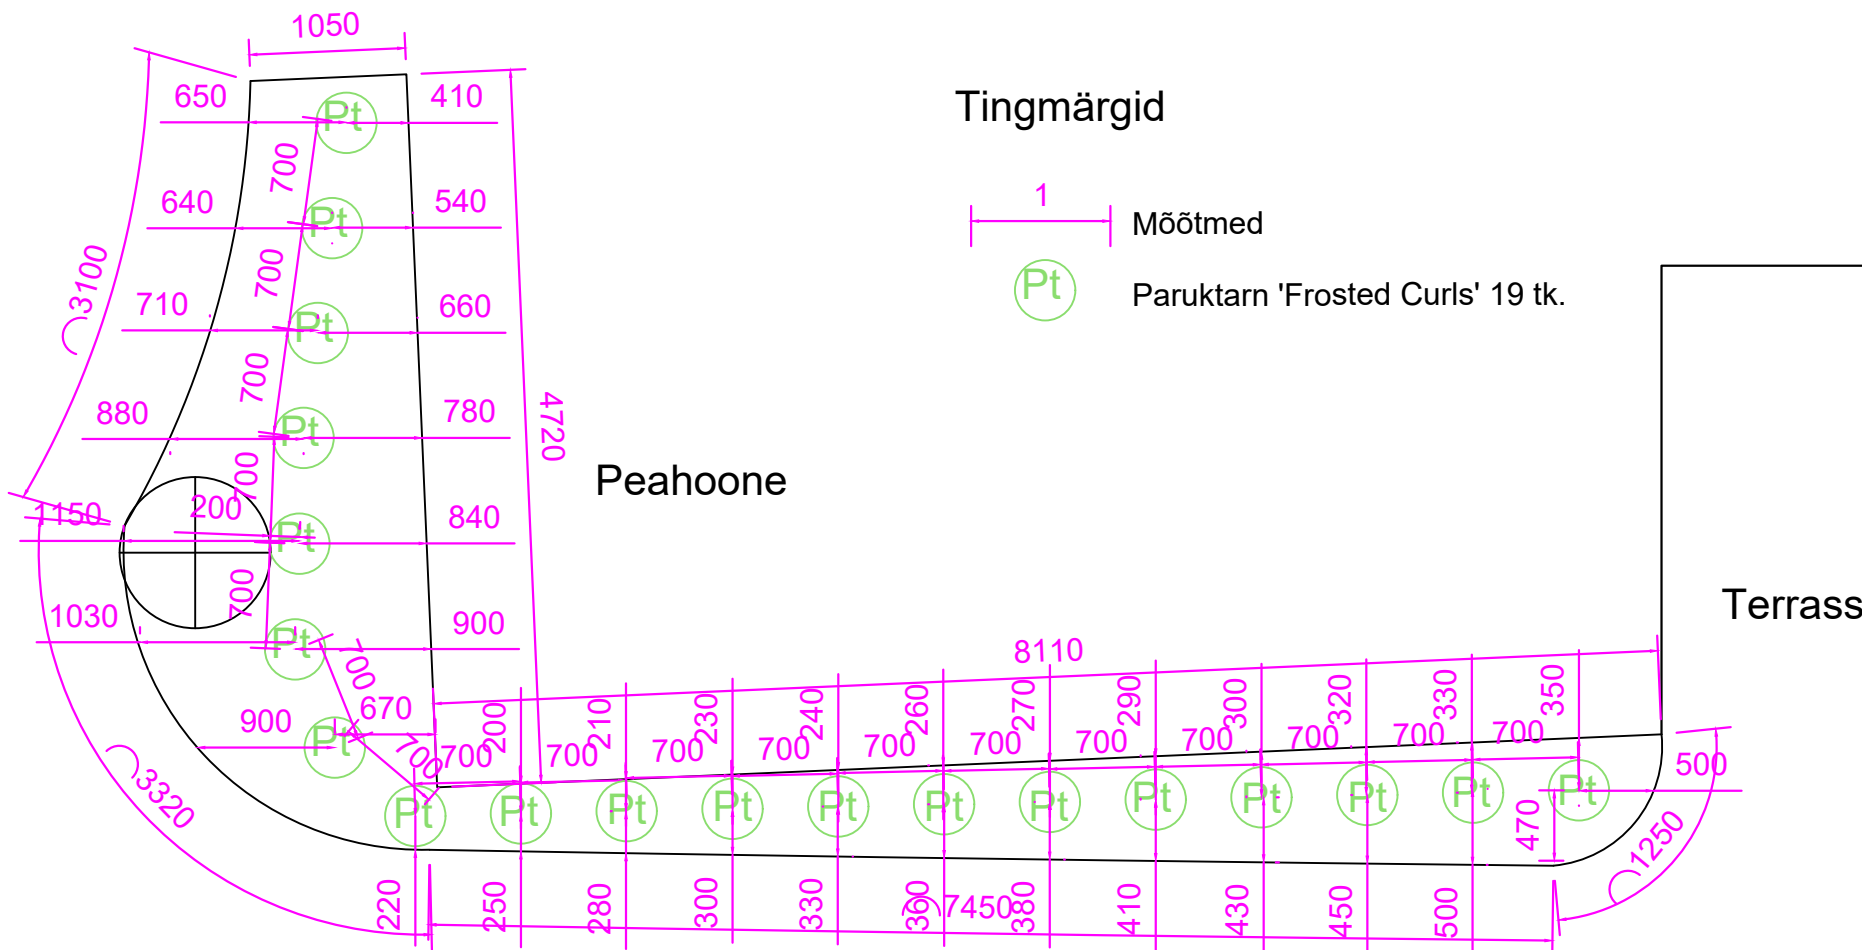 1050
650
Pt
410
Tingmärgid
700
640
Pt
540
1
Mõõtmed
3100
700
710
Pt
660
Pt
Paruktarn 'Frosted Curls' 19 tk.
700
880
Pt
780
4720
Peahoone
700
1150
200
Pt
840
700
1030
Pt
900
Terrass
8110
700
670
900
Pt
700
700
200
700
210
700
230
700
240
700
260
700
270
700
290
700
300
700
320
700
330
700
350
500
Pt
Pt
Pt
Pt
Pt
Pt
Pt
Pt
Pt
Pt
Pt
Pt
470
3320
1250
220
250
280
300
330
360
7450
380
410
430
450
500